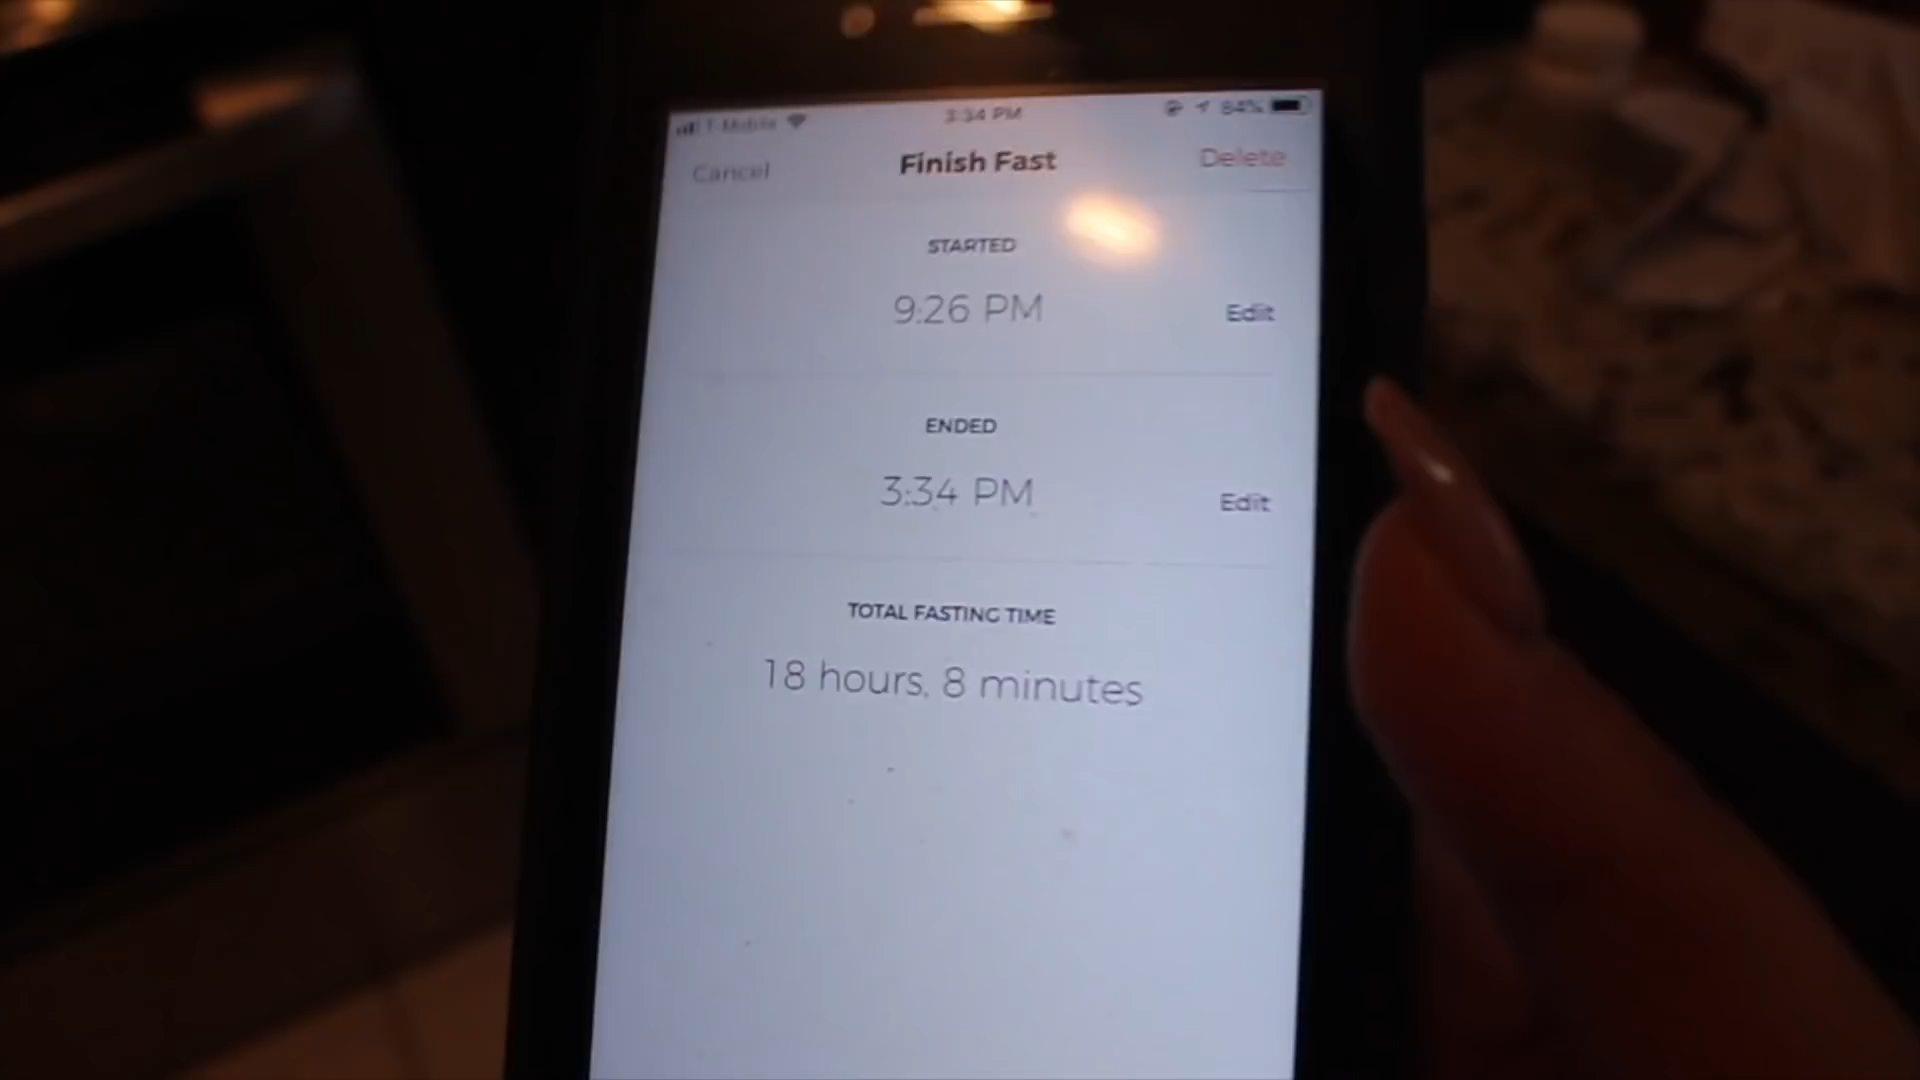 T-Mobile 3:34 PM 84%
Cancel Finish Fast Delete
STARTED
9:26 PM Edit
ENDED
3:34 PM Edit
TOTAL FASTING TIME
18 hours, 8 minutes